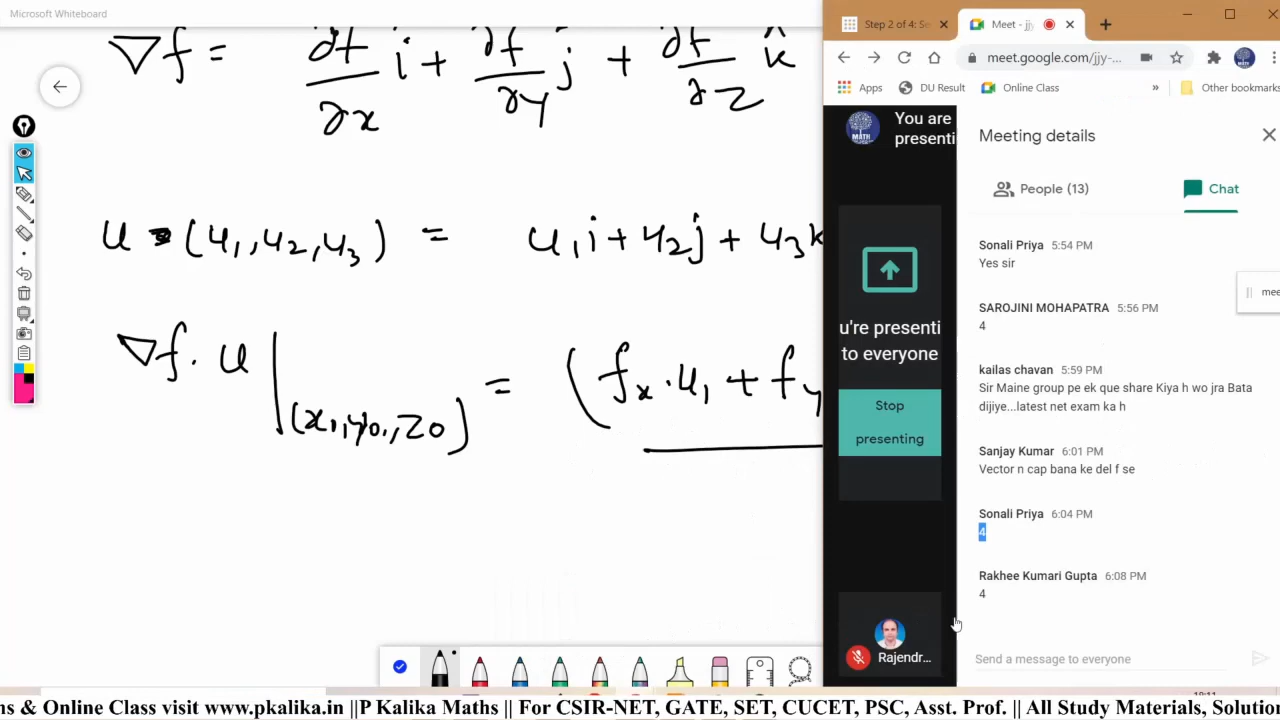 Microsoft Whiteboard
∇f = ∂f/∂x i + ∂f/∂y j + ∂f/∂z k̂
u = (u₁, u₂, u₃) = u₁i + u₂j + u₃k
∇f · u |(x₀, y₀, z₀) = (fₓ · u₁ + f_y
Step 2 of 4: Se
Meet - jjy
meet.google.com/jjy-...
Apps
DU Result
Online Class
»
Other bookmarks
MATH
You are
presenti
u're presenti
to everyone
Stop
presenting
Rajendr...
Meeting details
People (13)
Chat
Sonali Priya 5:54 PM
Yes sir
mee
SAROJINI MOHAPATRA 5:56 PM
4
kailas chavan 5:59 PM
Sir Maine group pe ek que share Kiya h wo jra Bata
dijiye...latest net exam ka h
Sanjay Kumar 6:01 PM
Vector n cap bana ke del f se
Sonali Priya 6:04 PM
4
Rakhee Kumari Gupta 6:08 PM
4
Send a message to everyone
ns & Online Class visit www.pkalika.in ||P Kalika Maths || For CSIR-NET, GATE, SET, CUCET, PSC, Asst. Prof. || All Study Materials, Solution